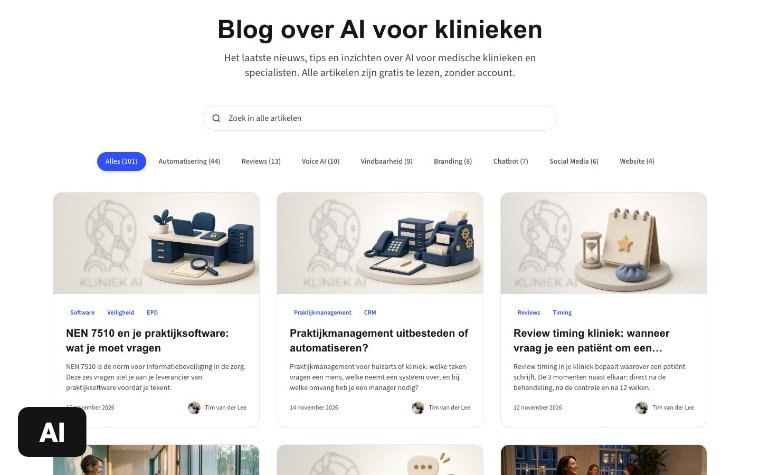 Blog over AI voor klinieken
Het laatste nieuws, tips en inzichten over AI voor medische klinieken en
specialisten. Alle artikelen zijn gratis te lezen, zonder account.
Zoek in alle artikelen
Alles (101) Automatisering (44) Reviews (13) Voice AI (10) Vindbaarheid (9) Branding (8) Chatbot (7) Social Media (6) Website (4)
KLINIEK AI
Software Veiligheid EPD
NEN 7510 en je praktijksoftware:
wat je moet vragen
NEN 7510 is de norm voor informatiebeveiliging in de zorg.
Deze zes vragen stel je aan je leverancier van
praktijksoftware voordat je tekent.
november 2026 Tim van der Lee
KLINIEK AI
Praktijkmanagement CRM
Praktijkmanagement uitbesteden of
automatiseren?
Praktijkmanagement voor huisarts of kliniek: welke taken
vragen een mens, welke neemt een systeem over, en bij
welke omvang heb je een manager nodig?
14 november 2026 Tim van der Lee
KLINIEK AI
Reviews Timing
Review timing kliniek: wanneer
vraag je een patiënt om een...
Review timing in je kliniek bepaalt waarover een patiënt
schrijft. De 3 momenten naast elkaar: direct na de
behandeling, na de controle en na 12 weken.
12 november 2026 Tim van der Lee
AI